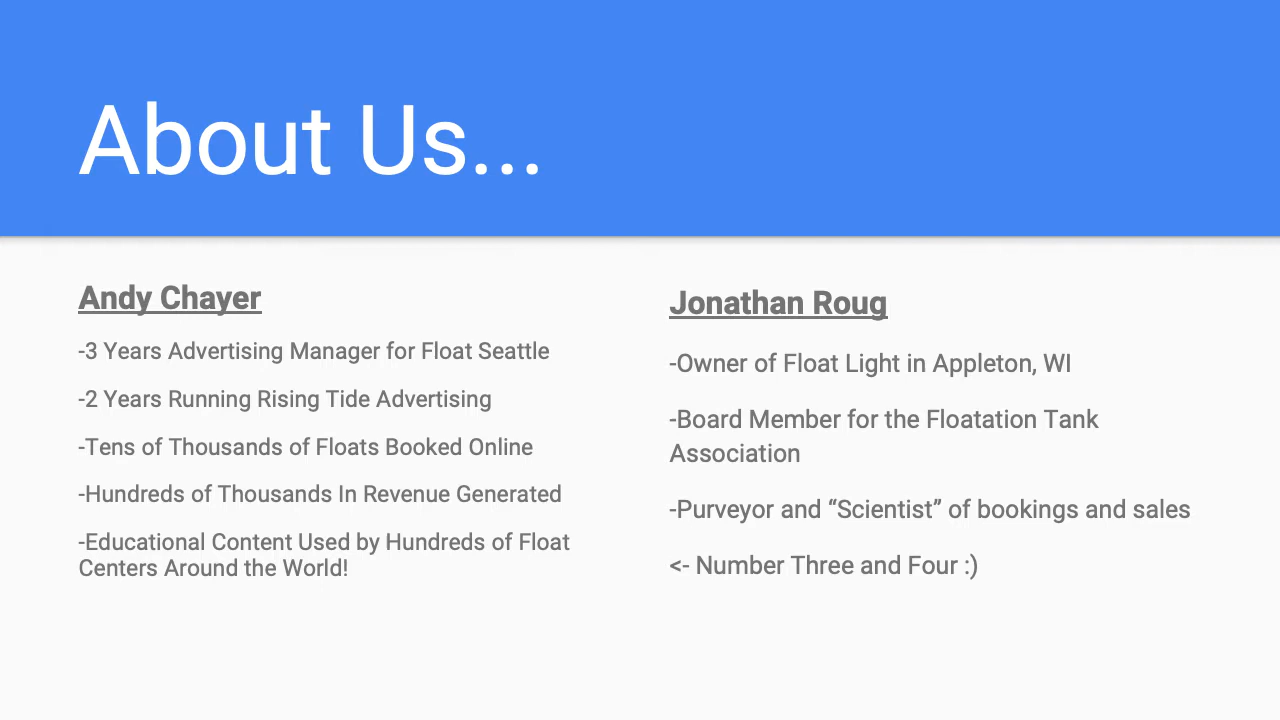 About Us...
Andy Chayer
-3 Years Advertising Manager for Float Seattle
-2 Years Running Rising Tide Advertising
-Tens of Thousands of Floats Booked Online
-Hundreds of Thousands In Revenue Generated
-Educational Content Used by Hundreds of Float
Centers Around the World!
Jonathan Roug
-Owner of Float Light in Appleton, WI
-Board Member for the Floatation Tank
Association
-Purveyor and “Scientist” of bookings and sales
<- Number Three and Four :)